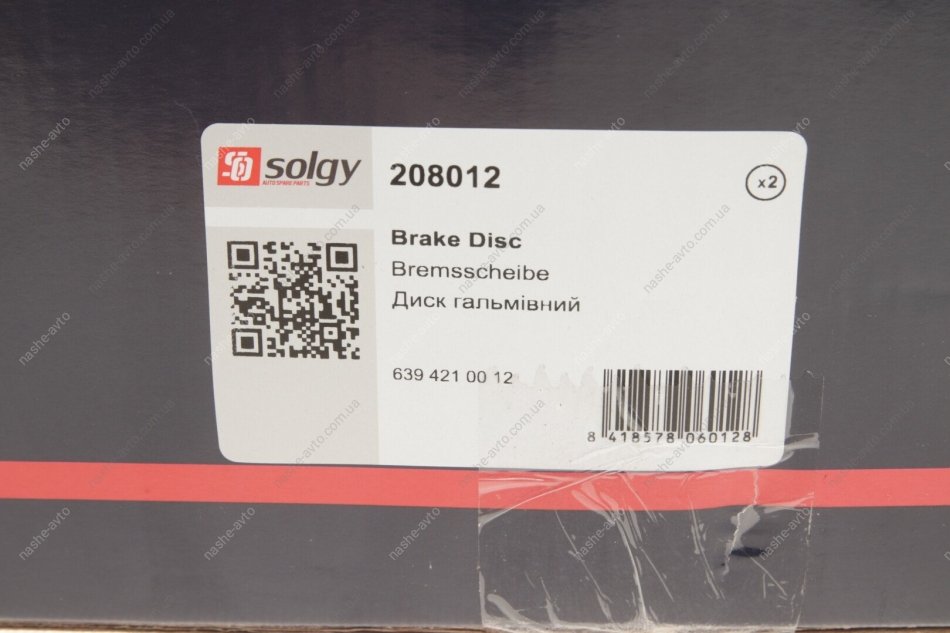 solgy
AUTO SPARE PARTS
208012
x2
Brake Disc
Bremsscheibe
Диск гальмівний
639 421 00 12
8 418578 060128
nashe-avto.com.ua